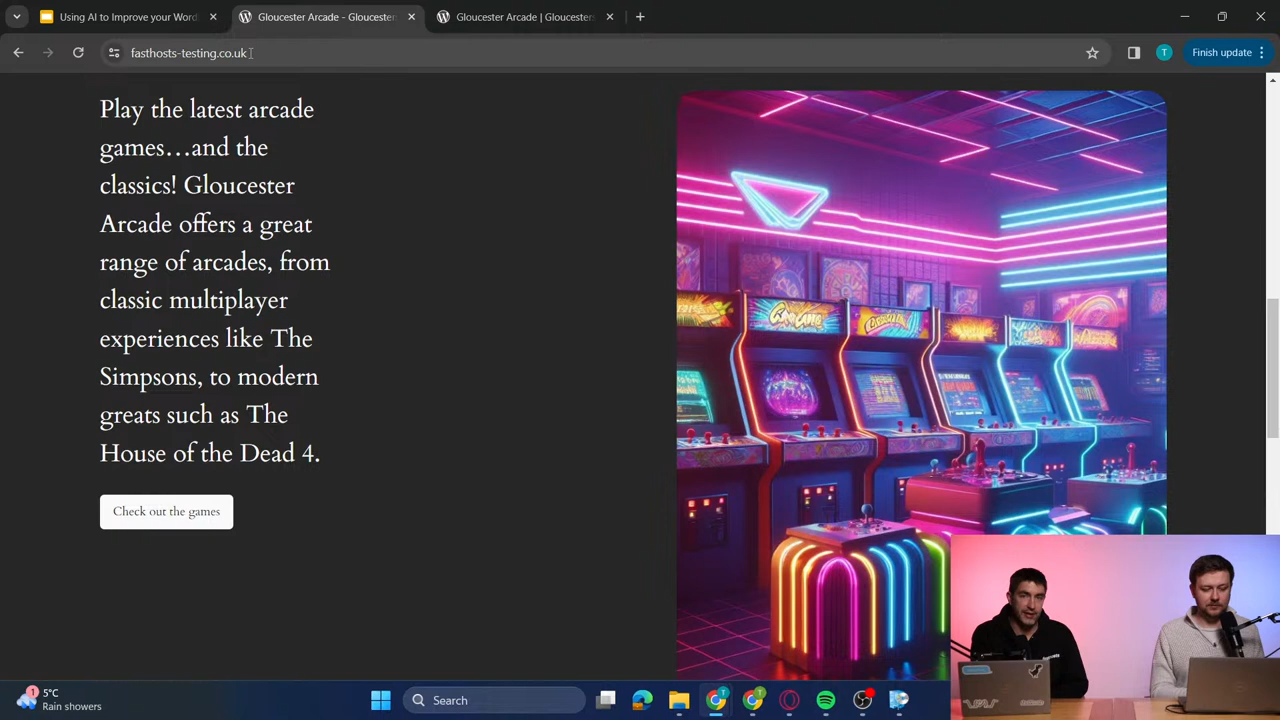 Using AI to Improve your Word
Gloucester Arcade - Gloucester
Gloucester Arcade | Gloucester
fasthosts-testing.co.uk
Finish update
T
Play the latest arcade
games…and the
classics! Gloucester
Arcade offers a great
range of arcades, from
classic multiplayer
experiences like The
Simpsons, to modern
greats such as The
House of the Dead 4.
Check out the games
1
5°C
Rain showers
Search